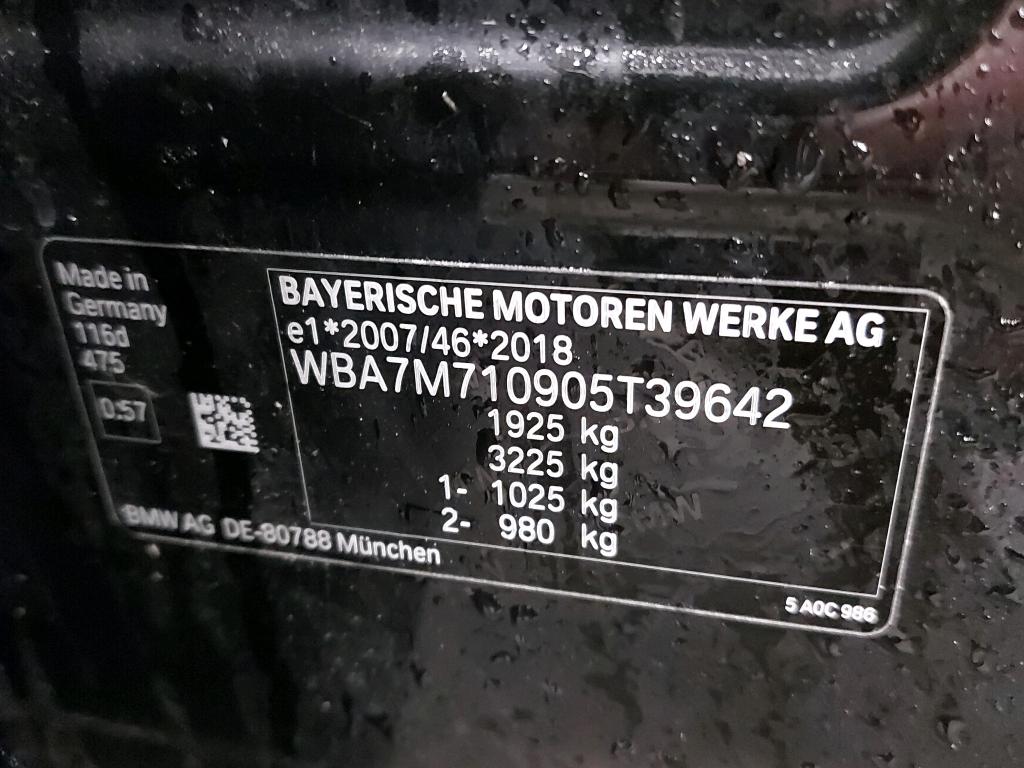 Made in
Germany
116d
475
0:57
BAYERISCHE MOTOREN WERKE AG
e1*2007/46*2018
WBA7M710905T39642
1925 kg
3225 kg
1- 1025 kg
2- 980 kg
BMW AG DE-80788 München
5 A0C 986